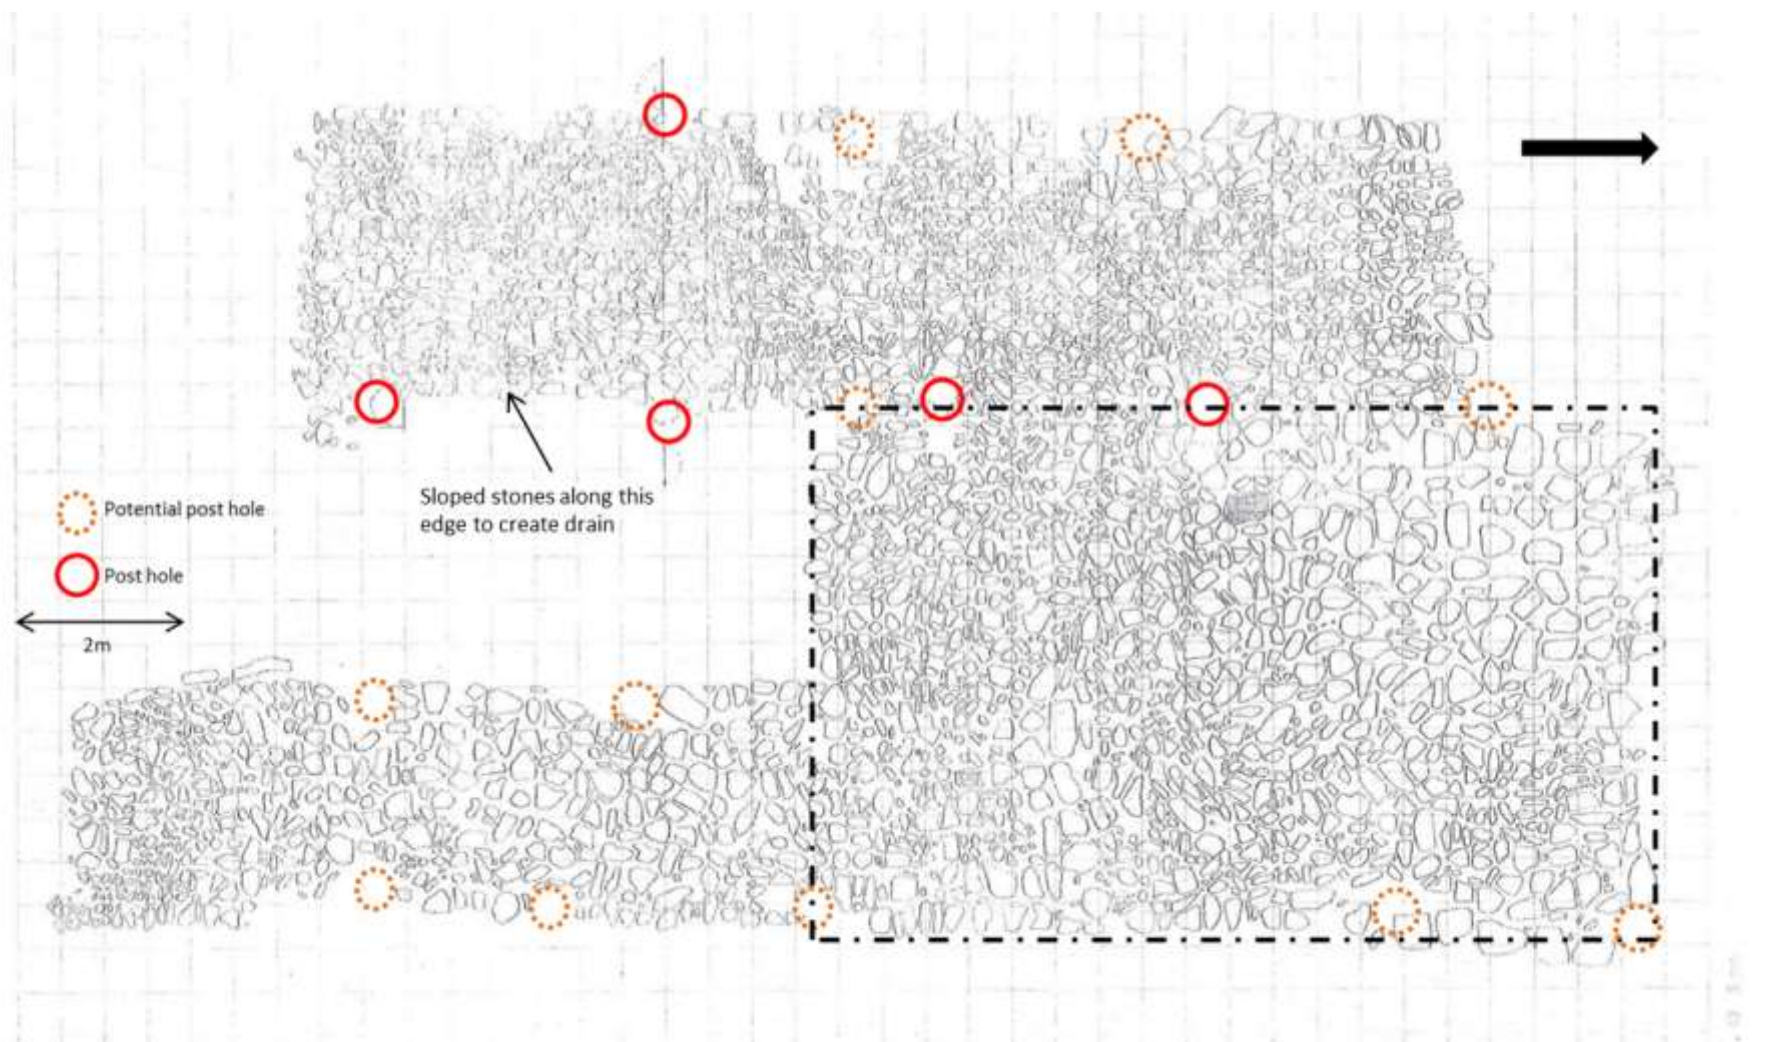 Sloped stones along this
edge to create drain
Potential post hole
Post hole
2m